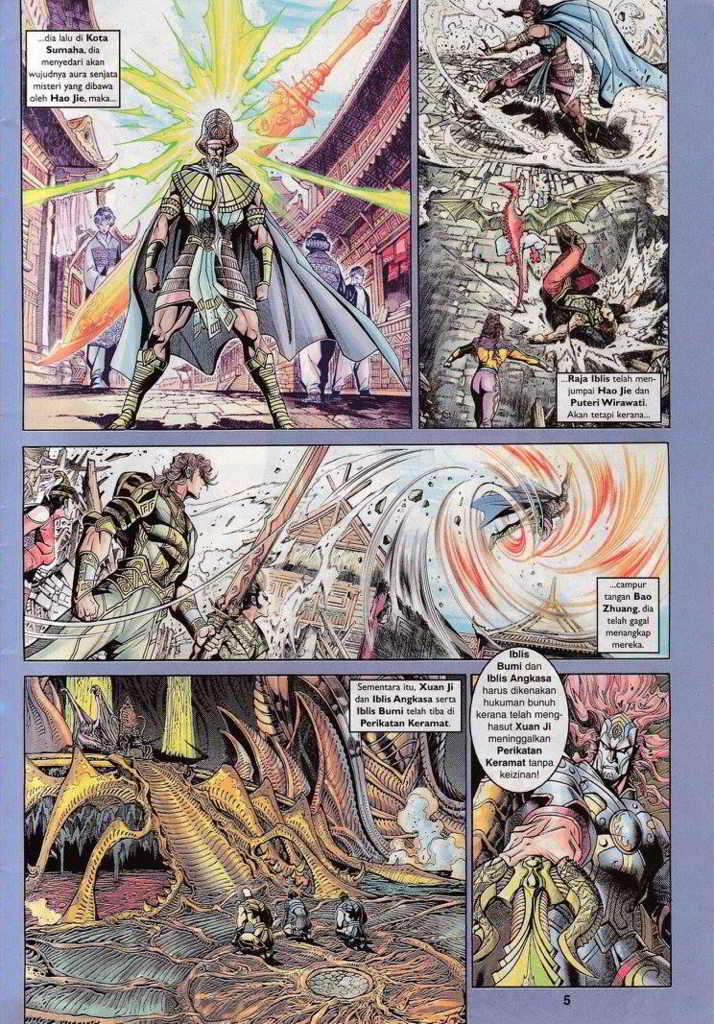 ...dia lalu di Kota
Sumaha, dia
menyedari akan
wujudnya aura senjata
misteri yang dibawa
oleh Hao Jie, maka...
...Raja Iblis telah men-
jumpai Hao Jie dan
Puteri Wirawati.
Akan tetapi kerana...
...campur
tangan Bao
Zhuang, dia
telah gagal
menangkap
mereka.
Sementara itu, Xuan Ji
dan Iblis Angkasa serta
Iblis Bumi telah tiba di
Perikatan Keramat.
Iblis
Bumi dan
Iblis Angkasa
harus dikenakan
hukuman bunuh
kerana telah meng-
hasut Xuan Ji
meninggalkan
Perikatan
Keramat tanpa
keizinan!
5